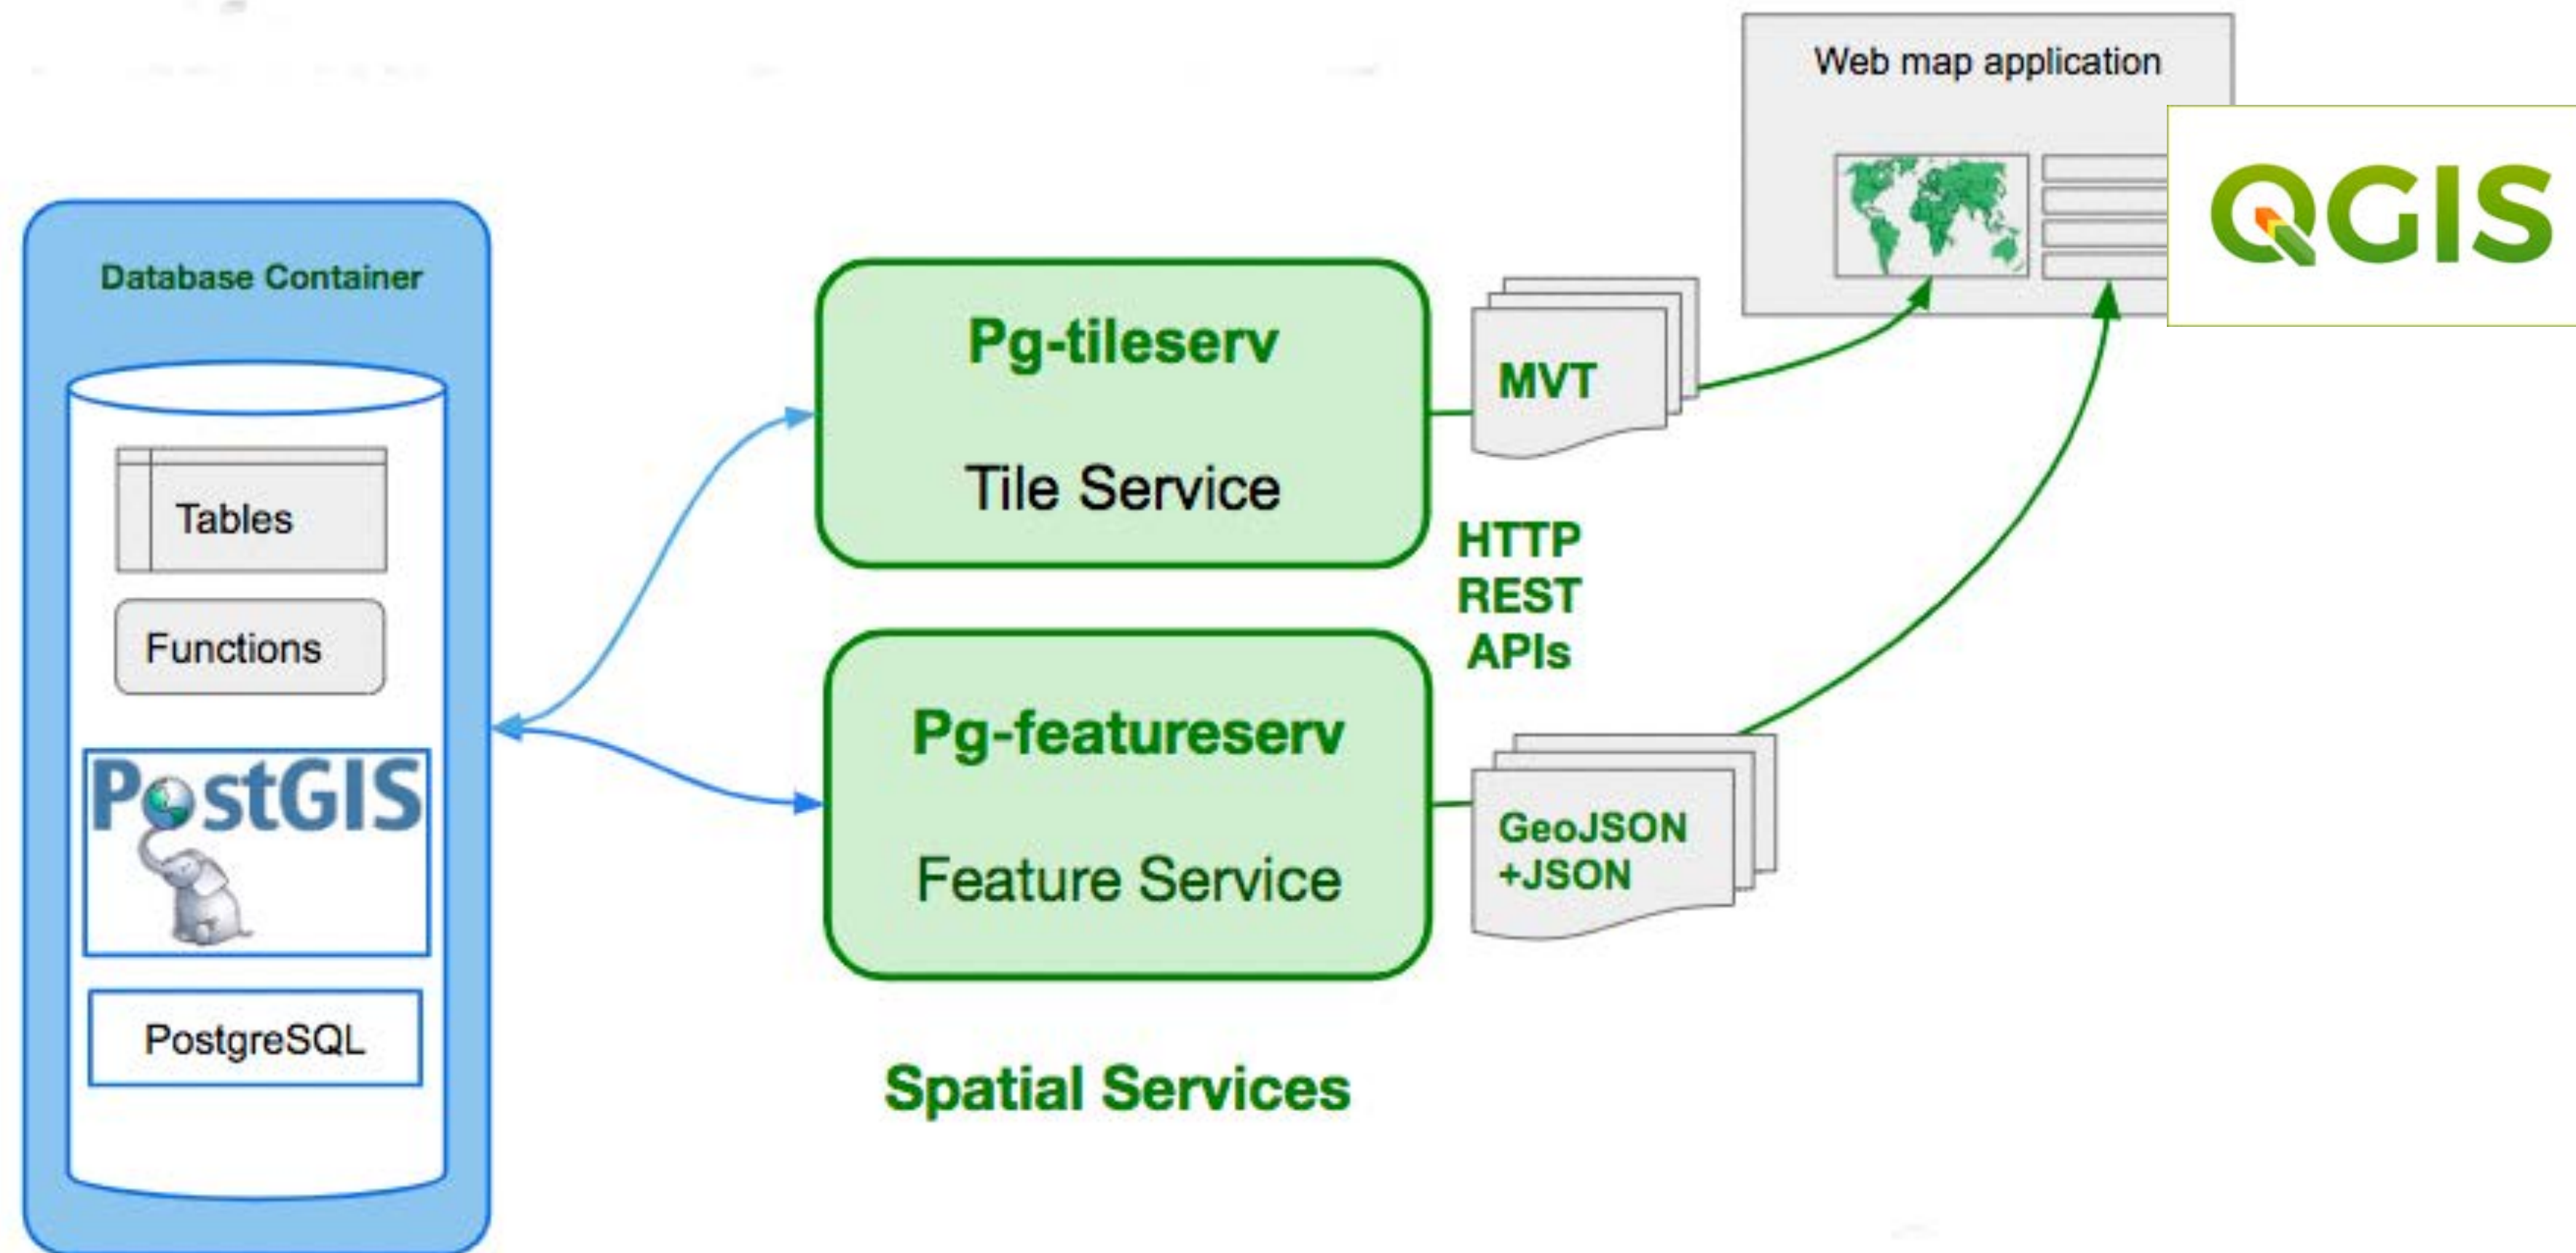 Web map application
QGIS
Database Container
Tables
Functions
PostGIS
PostgreSQL
Pg-tileserv
Tile Service
MVT
HTTP
REST
APIs
Pg-featureserv
Feature Service
GeoJSON
+JSON
Spatial Services